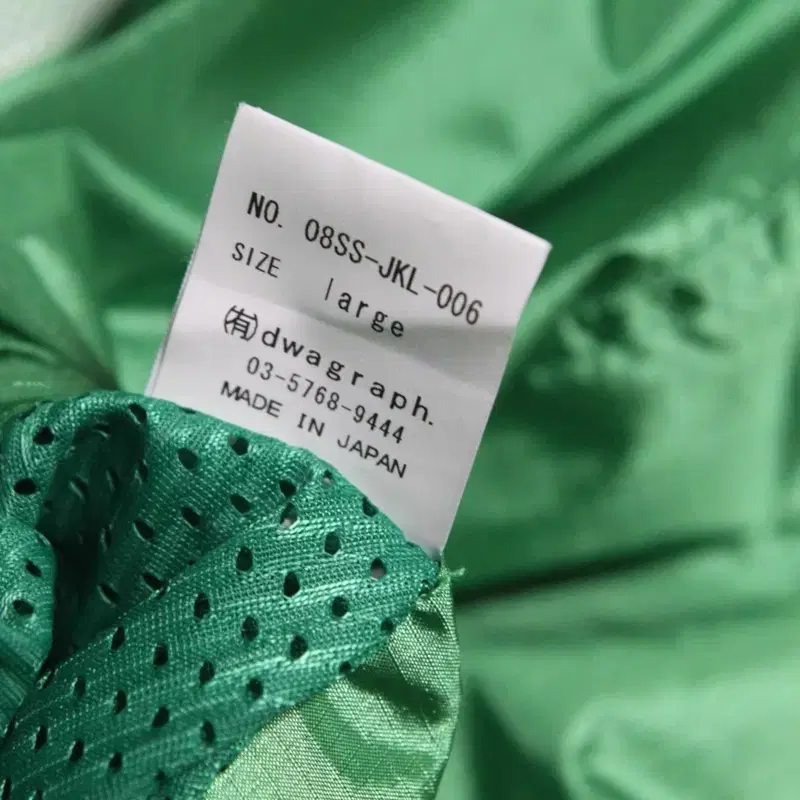 NO. 08SS-JKL-006
SIZE large
㈲dwagraph.
03-5768-9444
MADE IN JAPAN